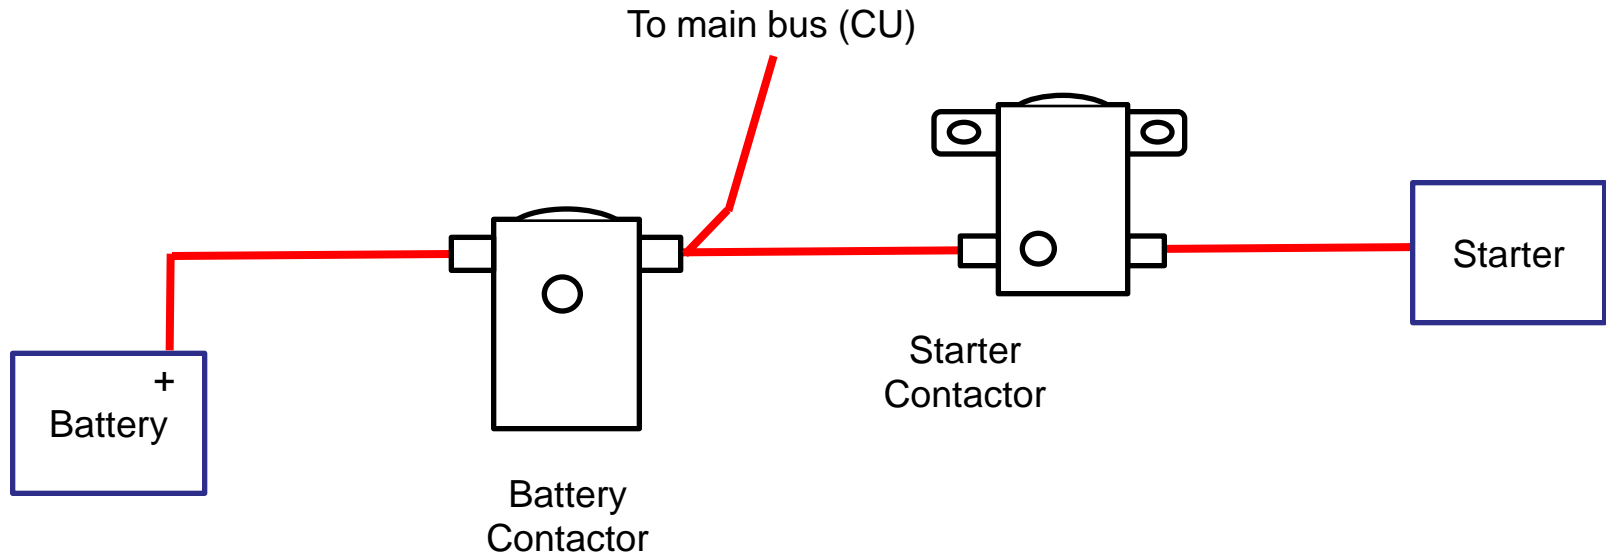 To main bus (CU)
Starter
Starter
Contactor
+
Battery
Battery
Contactor